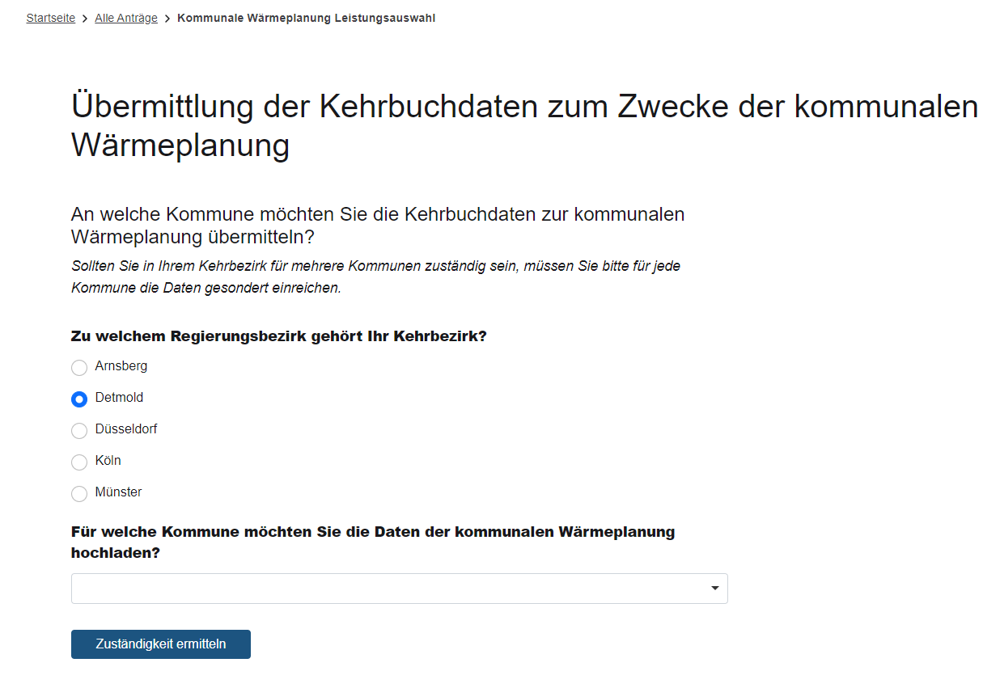 Startseite > Alle Anträge > Kommunale Wärmeplanung Leistungsauswahl
Übermittlung der Kehrbuchdaten zum Zwecke der kommunalen
Wärmeplanung
An welche Kommune möchten Sie die Kehrbuchdaten zur kommunalen
Wärmeplanung übermitteln?
Sollten Sie in Ihrem Kehrbezirk für mehrere Kommunen zuständig sein, müssen Sie bitte für jede
Kommune die Daten gesondert einreichen.
Zu welchem Regierungsbezirk gehört Ihr Kehrbezirk?
Arnsberg
Detmold
Düsseldorf
Köln
Münster
Für welche Kommune möchten Sie die Daten der kommunalen Wärmeplanung
hochladen?
Zuständigkeit ermitteln